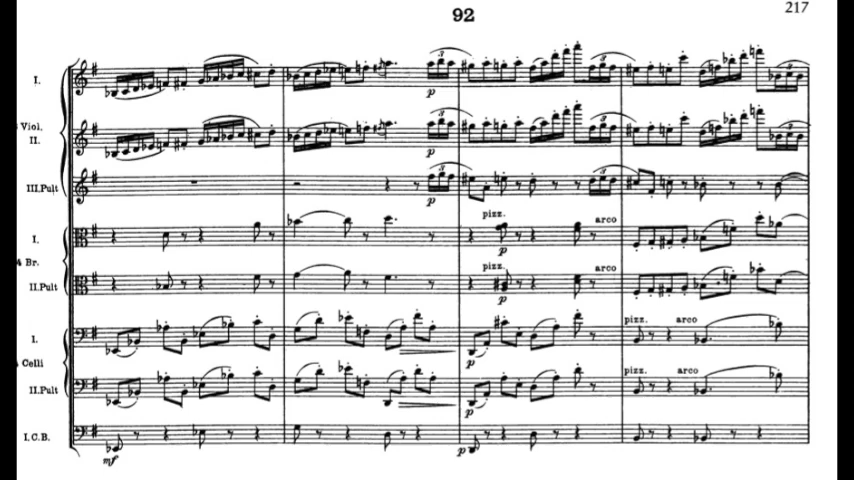 92
217
I.
p
Viol.
II.
p
III.Pult
p
pizz.
arco
I.
p
4 Br.
pizz.
arco
II.Pult
p
pizz.
arco
I.
p
Celli
pizz.
arco
II.Pult
p
I.C.B.
mf
p